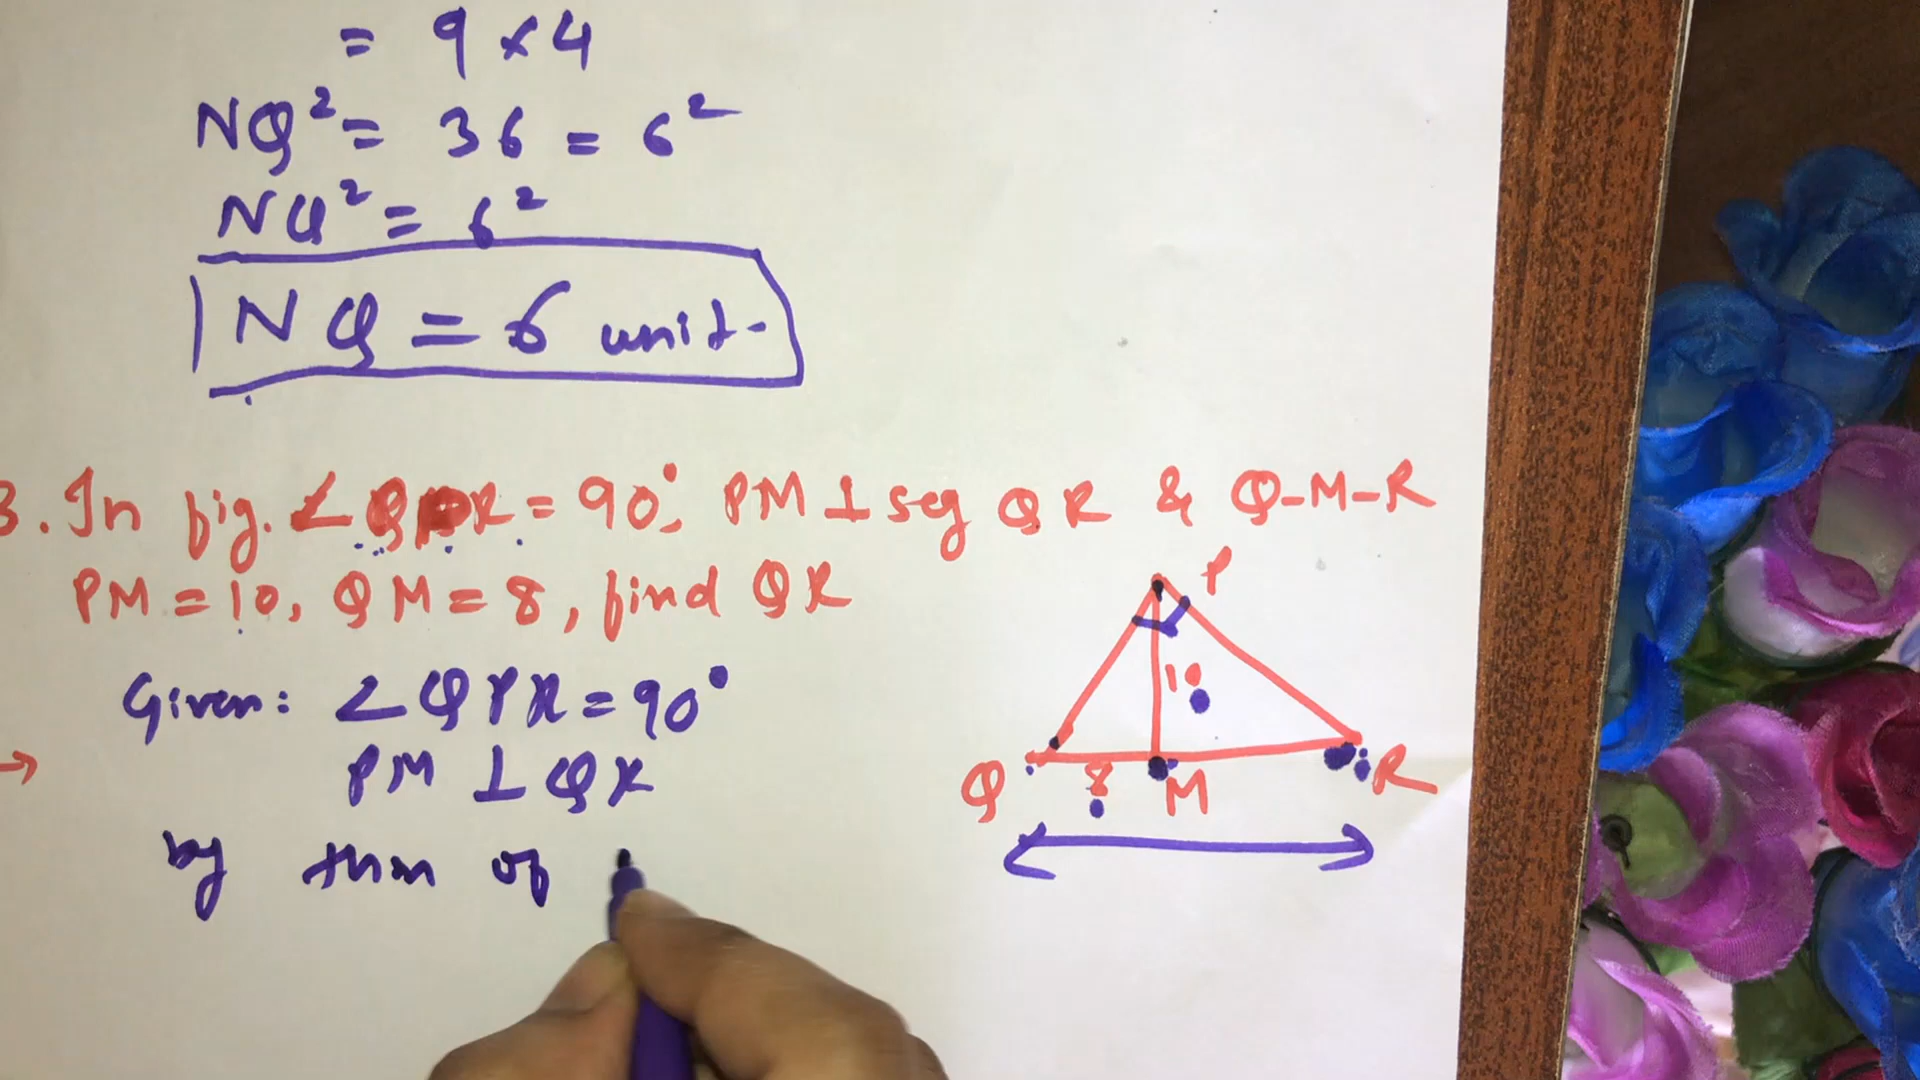 = 9 × 4
NQ² = 36 = 6²
NQ² = 6²
NQ = 6 unit.
3. In fig. ∠QPR = 90°, PM ⊥ seg QR & Q-M-R
PM = 10, QM = 8, find QR
Given: ∠QPR = 90°
PM ⊥ QR
by thm of
P
10
Q 8 M R